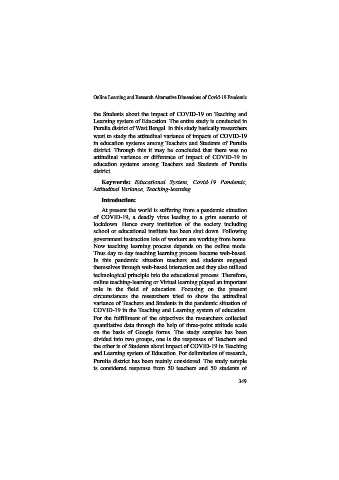 Online Learning and Research Alternative Dimensions of Covid-19 Pandemic
the Students about the impact of COVID-19 on Teaching and
Learning system of Education. The entire study is conducted in
Purulia district of West Bengal. In this study basically researchers
want to study the attitudinal variance of impacts of COVID-19
in education systems among Teachers and Students of Purulia
district. Through this it may be concluded that there was no
attitudinal variance or difference of impact of COVID-19 in
education systems among Teachers and Students of Purulia
district.
Keywords: Educational System, Covid-19 Pandemic,
Attitudinal Variance, Teaching-learning
Introduction:
At present the world is suffering from a pandemic situation
of COVID-19, a deadly virus leading to a grim scenario of
lockdown. Hence every institution of the society including
school or educational institute has been shut down. Following
government instruction lots of workers are working from home.
Now teaching learning process depends on the online mode.
Thus day to day teaching learning process became web-based.
In this pandemic situation teachers and students engaged
themselves through web-based interaction and they also utilized
technological principle into the educational process. Therefore,
online teaching-learning or Virtual learning played an important
role in the field of education. Focusing on the present
circumstances the researchers tried to show the attitudinal
variance of Teachers and Students in the pandemic situation of
COVID-19 in the Teaching and Learning system of education.
For the fulfillment of the objectives the researchers collected
quantitative data through the help of three-point attitude scale
on the basis of Google forms. The study samples has been
divided into two groups, one is the responses of Teachers and
the other is of Students about impact of COVID-19 in Teaching
and Learning system of Education. For delimitation of research,
Purulia district has been mainly considered. The study sample
is considered response from 50 teachers and 50 students of
349